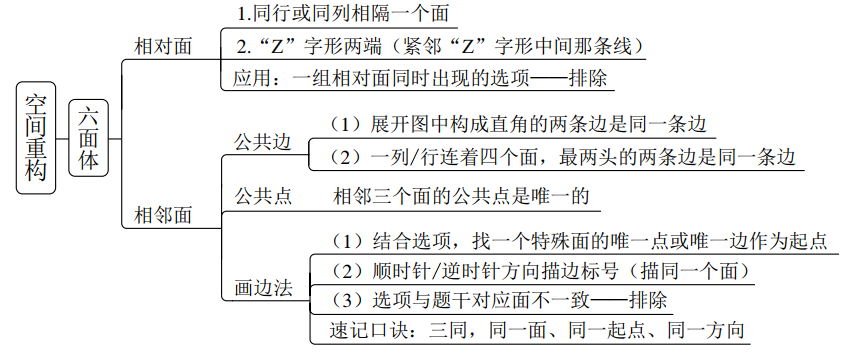 空间重构
六面体
相对面
1.同行或同列相隔一个面
2.“Z”字形两端（紧邻“Z”字形中间那条线）
应用：一组相对面同时出现的选项——排除
相邻面
公共边
（1）展开图中构成直角的两条边是同一条边
（2）一列/行连着四个面，最两头的两条边是同一条边
公共点
相邻三个面的公共点是唯一的
画边法
（1）结合选项，找一个特殊面的唯一点或唯一边作为起点
（2）顺时针/逆时针方向描边标号（描同一个面）
（3）选项与题干对应面不一致——排除
速记口诀：三同，同一面、同一起点、同一方向